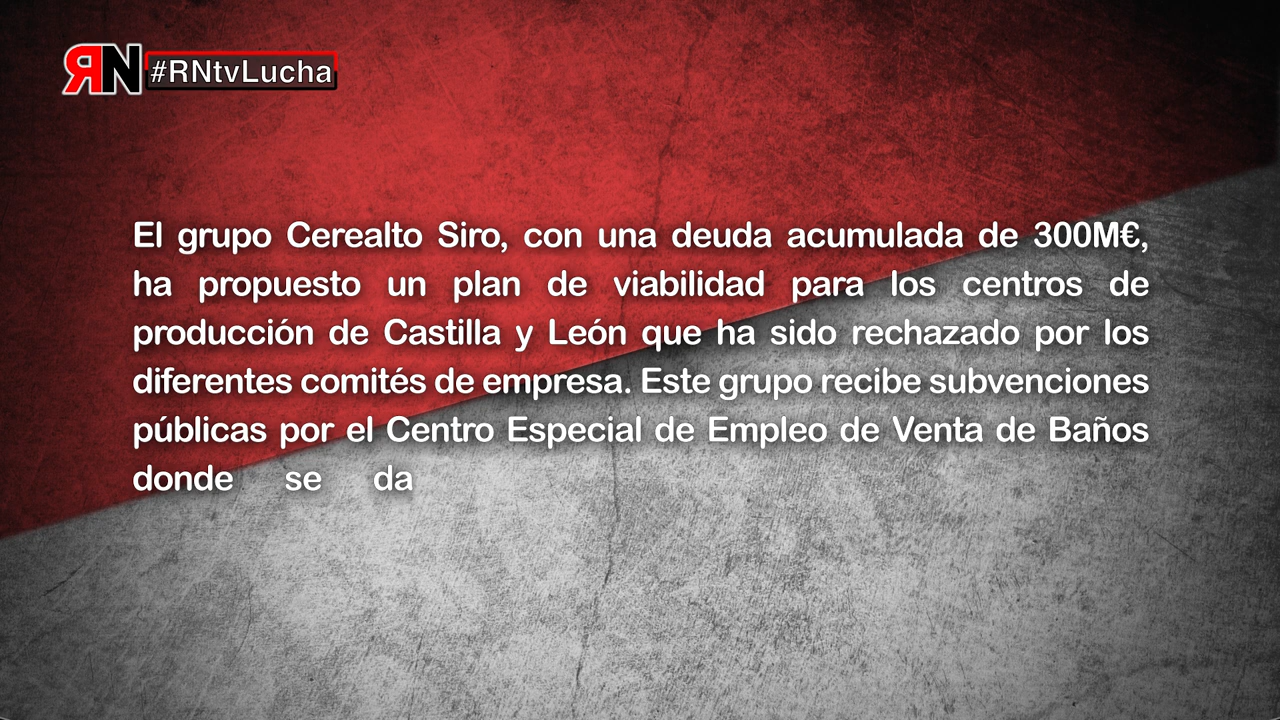 RN #RNtvLucha
El grupo Cerealto Siro, con una deuda acumulada de 300M€,
ha propuesto un plan de viabilidad para los centros de
producción de Castilla y León que ha sido rechazado por los
diferentes comités de empresa. Este grupo recibe subvenciones
públicas por el Centro Especial de Empleo de Venta de Baños
donde se da